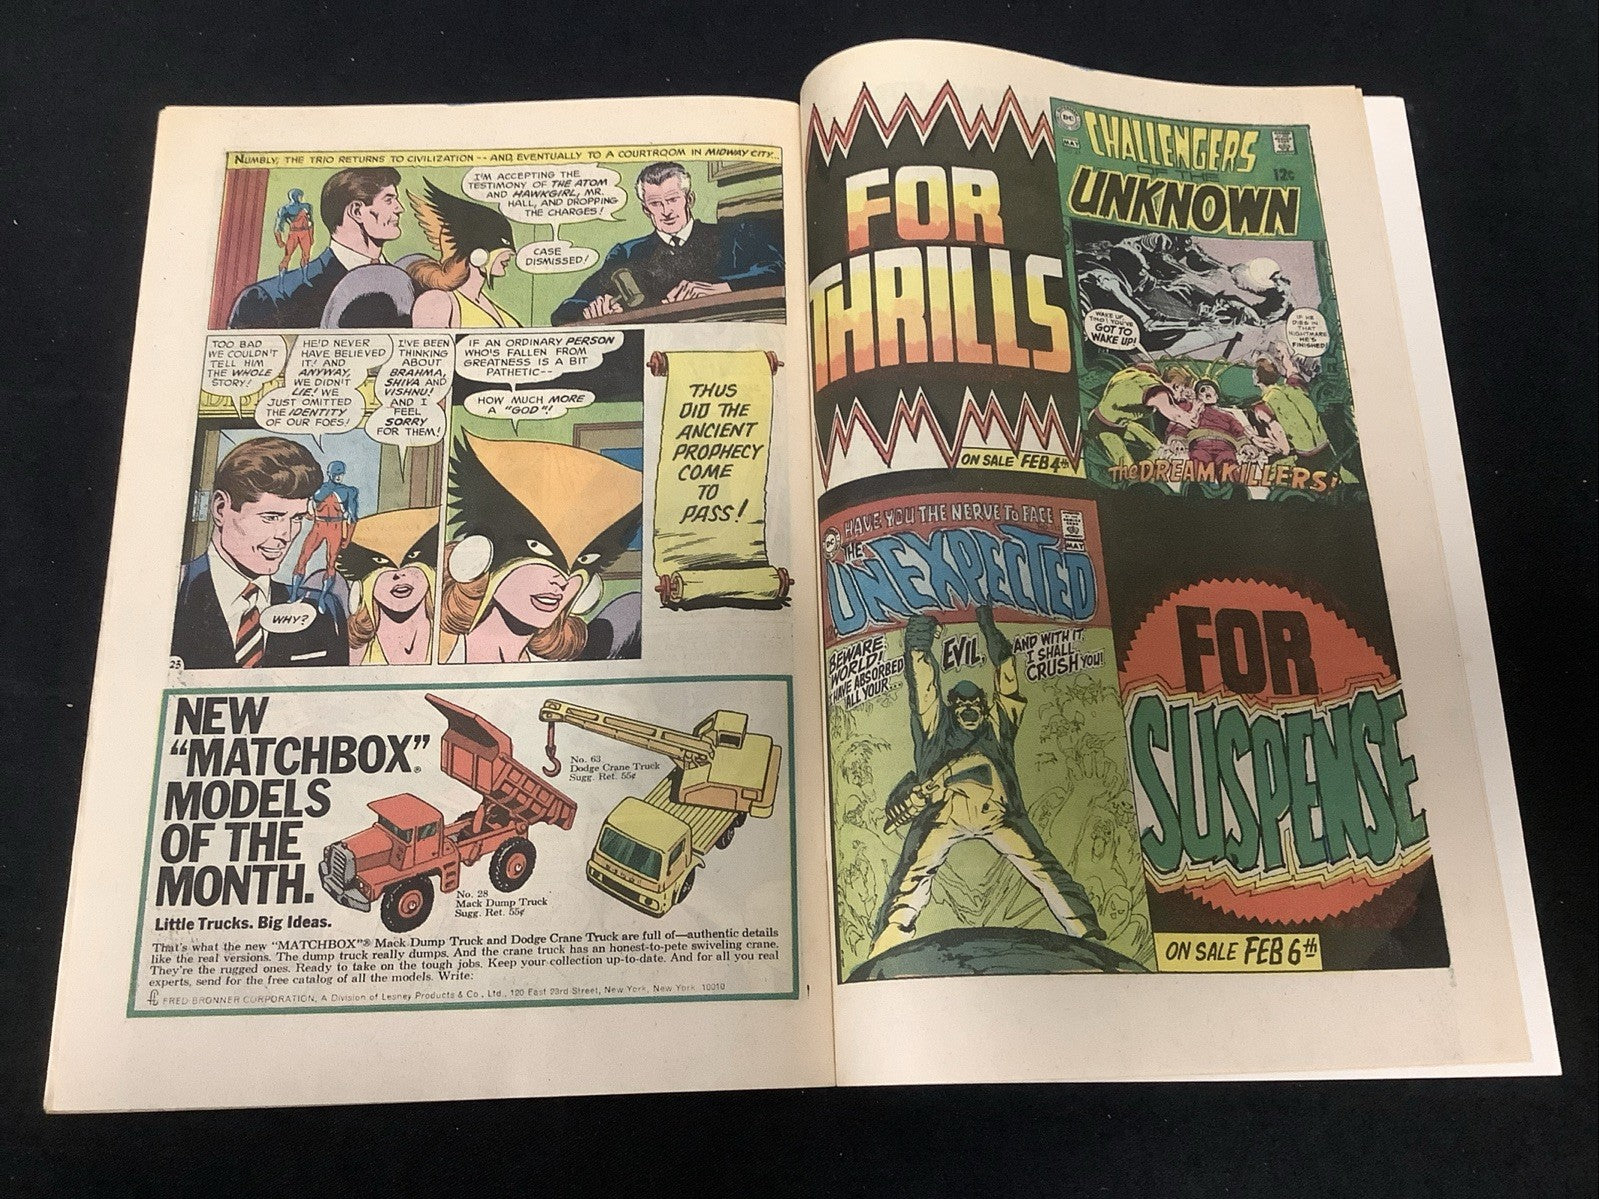 NUMBLY, THE TRIO RETURNS TO CIVILIZATION -- AND, EVENTUALLY TO A COURTROOM IN MIDWAY CITY...
I'M ACCEPTING THE
TESTIMONY OF THE ATOM
AND HAWKGIRL, MR.
HALL, AND DROPPING
THE CHARGES!
CASE
DISMISSED!
TOO BAD
WE COULDN'T
TELL HIM
THE WHOLE
STORY!
HE'D NEVER
HAVE BELIEVED
IT! AND
ANYWAY,
WE DIDN'T
LIE! WE
JUST OMITTED
THE IDENTITY
OF OUR FOES!
I'VE BEEN
THINKING
ABOUT
BRAHMA,
SHIVA AND
VISHNU!
AND I
FEEL
SORRY
FOR THEM!
WHY?
IF AN ORDINARY PERSON
WHO'S FALLEN FROM
GREATNESS IS A BIT
PATHETIC--
HOW MUCH MORE
A "GOD"!
THUS
DID THE
ANCIENT
PROPHECY
COME
TO
PASS!
23
NEW
"MATCHBOX"®
MODELS
OF THE
MONTH.
Little Trucks. Big Ideas.
No. 63
Dodge Crane Truck
Sugg. Ret. 55¢
No. 28
Mack Dump Truck
Sugg. Ret. 55¢
That's what the new "MATCHBOX"® Mack Dump Truck and Dodge Crane Truck are full of—authentic details
like the real versions. The dump truck really dumps. And the crane truck has an honest-to-pete swiveling crane.
They're the rugged ones. Ready to take on the tough jobs. Keep your collection up-to-date. And for all you real
experts, send for the free catalog of all the models. Write:
FRED BRONNER CORPORATION, A Division of Lesney Products & Co., Ltd., 120 East 23rd Street, New York, New York 10010
FOR
THRILLS
ON SALE FEB 4th
DC
MAY
CHALLENGERS
OF THE
UNKNOWN
12¢
WAKE UP,
TINO! YOU'VE
GOT TO
WAKE UP!
IF HE
DIES IN
THAT
NIGHTMARE
HE'S
FINISHED!
The DREAM KILLERS!
HAVE YOU THE NERVE To FACE
DC
THE
UNEXPECTED
MAY
BEWARE
WORLD!
I HAVE ABSORBED
ALL YOUR...
EVIL,
AND WITH IT
I SHALL
CRUSH YOU!
FOR
SUSPENSE
ON SALE FEB 6th